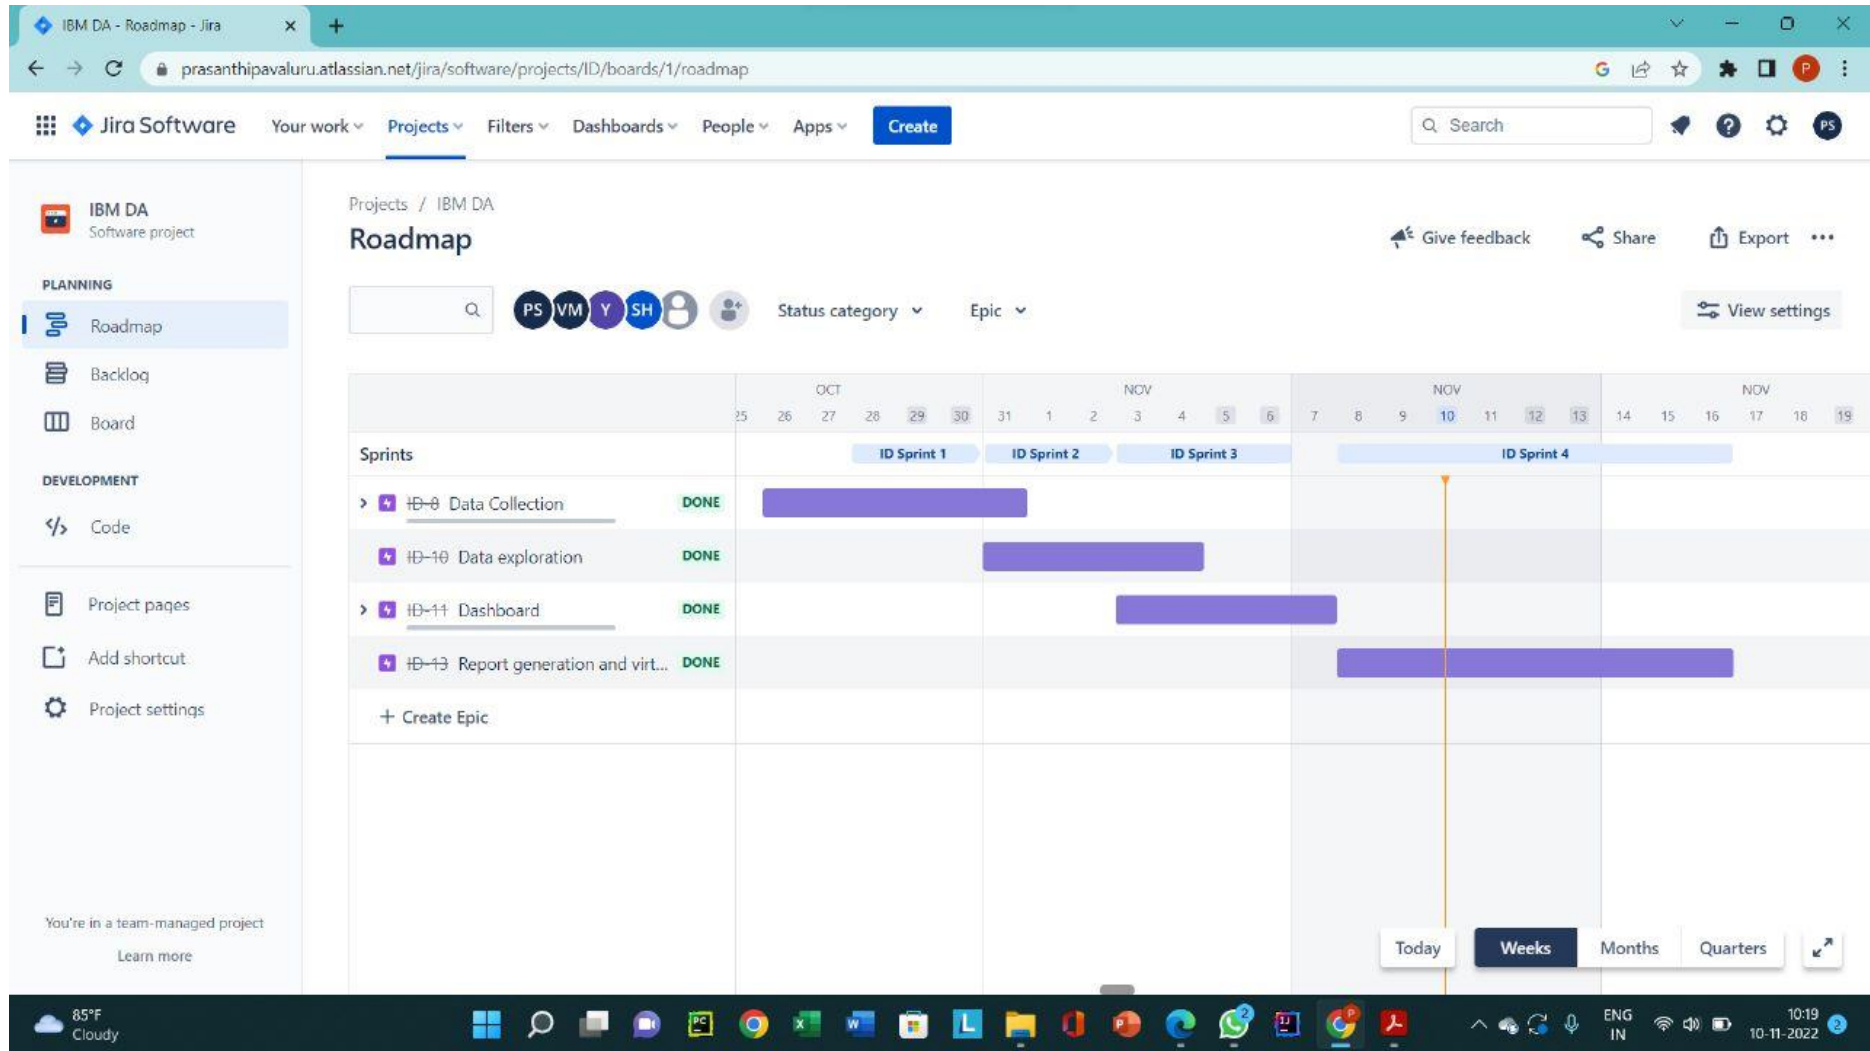 IBM DA - Roadmap - Jira
prasanthipavaluru.atlassian.net/jira/software/projects/ID/boards/1/roadmap
Jira Software Your work Projects Filters Dashboards People Apps Create Search PS
IBM DA
Software project
PLANNING
Roadmap
Backlog
Board
DEVELOPMENT
Code
Project pages
Add shortcut
Project settings
You're in a team-managed project
Learn more
Projects / IBM DA
Roadmap
Give feedback Share Export
PS VM Y SH Status category Epic View settings
OCT NOV NOV NOV
25 26 27 28 29 30 31 1 2 3 4 5 6 7 8 9 10 11 12 13 14 15 16 17 18 19
Sprints ID Sprint 1 ID Sprint 2 ID Sprint 3 ID Sprint 4
ID-8 Data Collection DONE
ID-10 Data exploration DONE
ID-11 Dashboard DONE
ID-13 Report generation and virt... DONE
+ Create Epic
Today Weeks Months Quarters
85°F
Cloudy
ENG
IN
10:19
10-11-2022
2